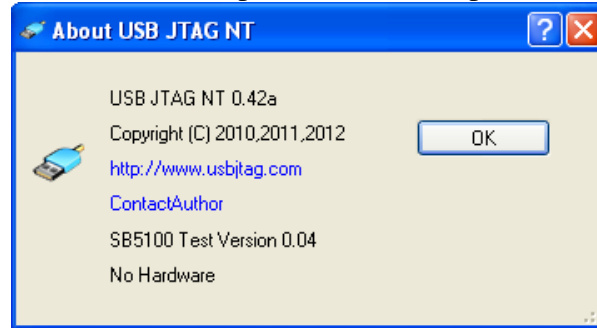 About USB JTAG NT
USB JTAG NT 0.42a
Copyright (C) 2010,2011,2012
OK
http://www.usbjtag.com
ContactAuthor
SB5100 Test Version 0.04
No Hardware